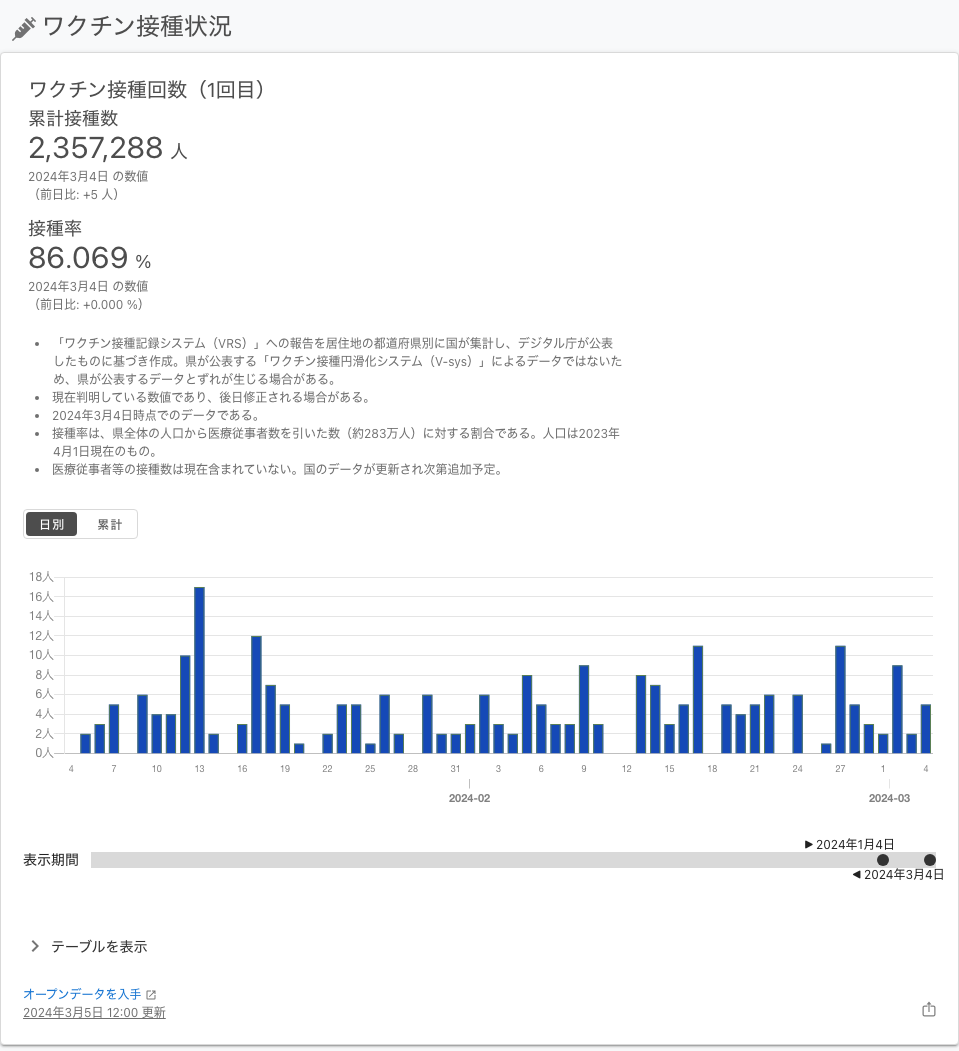 ワクチン接種状況
ワクチン接種回数（1回目）
累計接種数
2,357,288 人
2024年3月4日 の数値
（前日比: +5 人）
接種率
86.069 %
2024年3月4日 の数値
（前日比: +0.000 %）
• 「ワクチン接種記録システム（VRS）」への報告を居住地の都道府県別に国が集計し、デジタル庁が公表
したものに基づき作成。県が公表する「ワクチン接種円滑化システム（V-sys）」によるデータではないた
め、県が公表するデータとずれが生じる場合がある。
• 現在判明している数値であり、後日修正される場合がある。
• 2024年3月4日時点でのデータである。
• 接種率は、県全体の人口から医療従事者数を引いた数（約283万人）に対する割合である。人口は2023年
4月1日現在のもの。
• 医療従事者等の接種数は現在含まれていない。国のデータが更新され次第追加予定。
日別 累計
18人
16人
14人
12人
10人
8人
6人
4人
2人
0人
4 7 10 13 16 19 22 25 28 31 3 6 9 12 15 18 21 24 27 1 4
2024-02 2024-03
▶ 2024年1月4日
表示期間
◀ 2024年3月4日
テーブルを表示
オープンデータを入手
2024年3月5日 12:00 更新